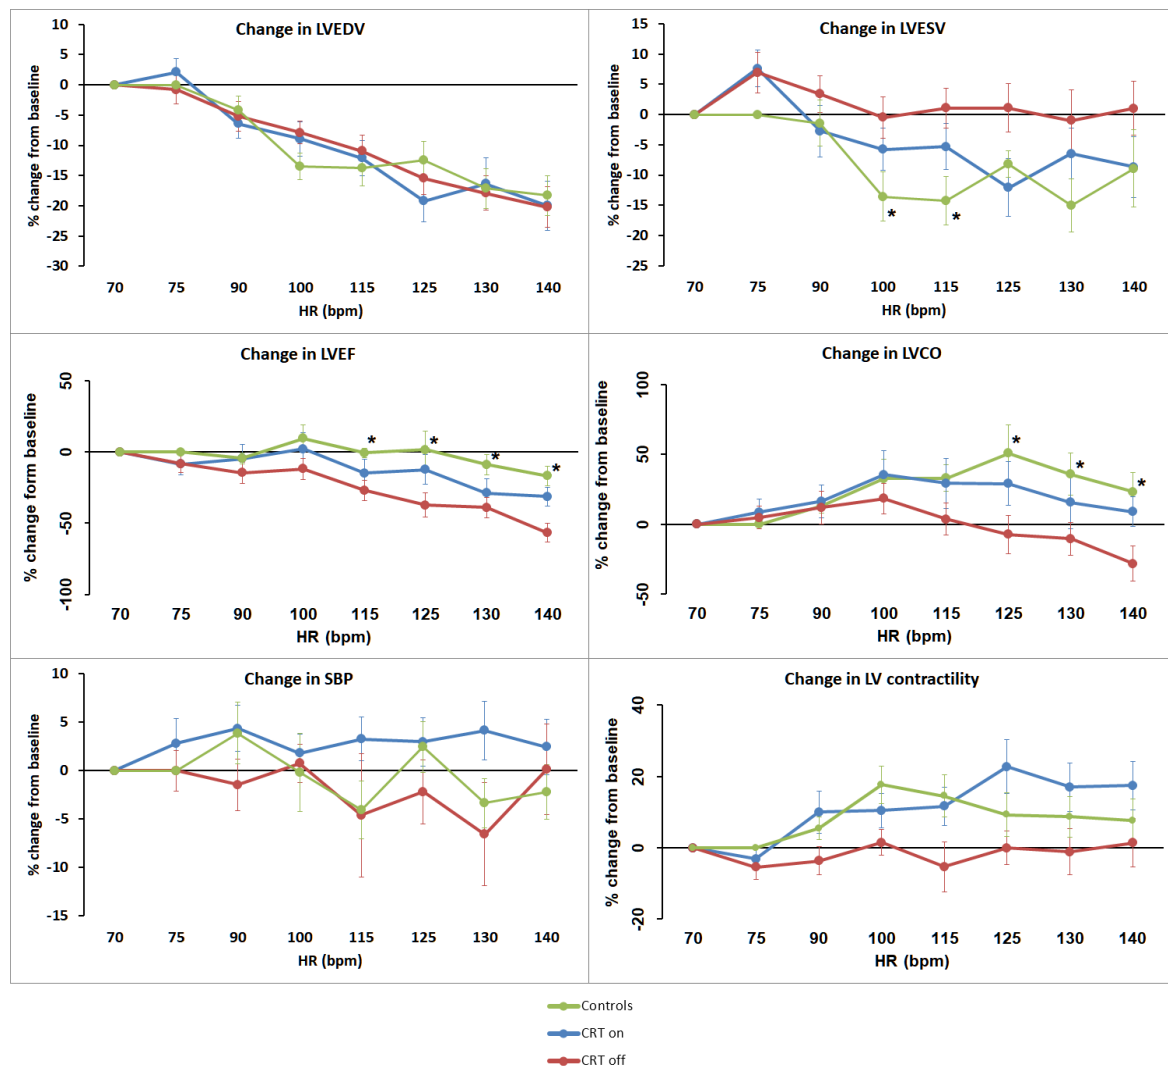 Change in LVEDV
% change from baseline
10
5
0
-5
-10
-15
-20
-25
-30
70 75 90 100 115 125 130 140
HR (bpm)
Change in LVESV
% change from baseline
15
10
5
0
-5
-10
-15
-20
-25
* *
70 75 90 100 115 125 130 140
HR (bpm)
Change in LVEF
% change form baseline
50
0
-50
-100
* * * *
70 75 90 100 115 125 130 140
HR (bpm)
Change in LVCO
% change from baseline
100
50
0
-50
* * *
70 75 90 100 115 125 130 140
HR (bpm)
Change in SBP
% change from baseline
10
5
0
-5
-10
-15
70 75 90 100 115 125 130 140
HR (bpm)
Change in LV contractility
% change from baseline
40
20
0
-20
70 75 90 100 115 125 130 140
HR (bpm)
Controls
CRT on
CRT off